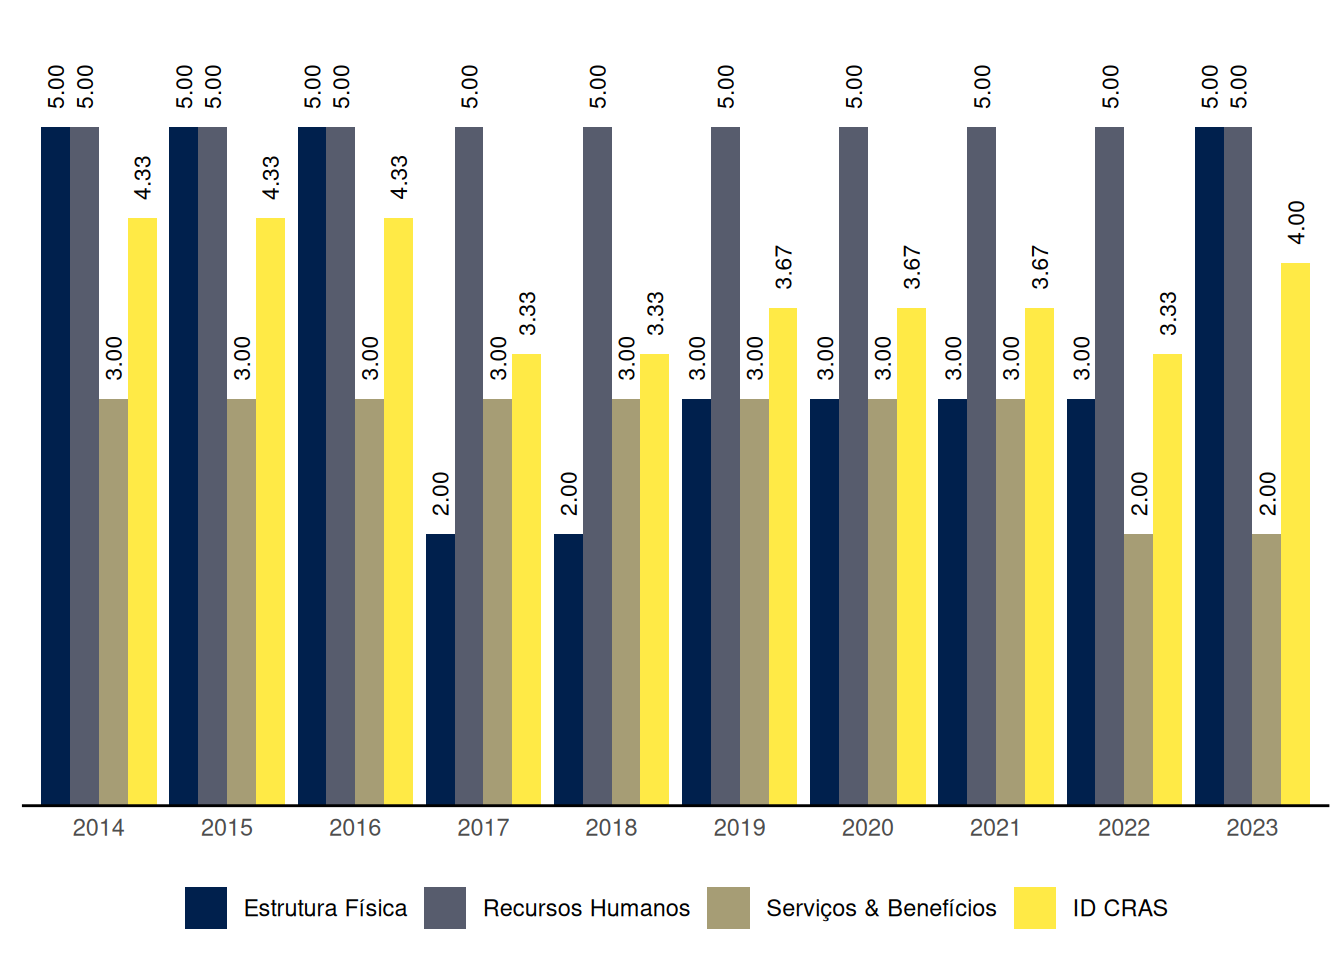 5.00 5.00 5.00 5.00 5.00 5.00 5.00 5.00 5.00 5.00 5.00 5.00 5.00 5.00
4.33 4.33 4.33
4.00
3.67 3.67 3.67
3.33 3.33 3.33
3.00 3.00 3.00 3.00 3.00 3.00 3.00 3.00 3.00 3.00 3.00 3.00
2.00 2.00 2.00 2.00
2014 2015 2016 2017 2018 2019 2020 2021 2022 2023
Estrutura Física Recursos Humanos Serviços & Benefícios ID CRAS